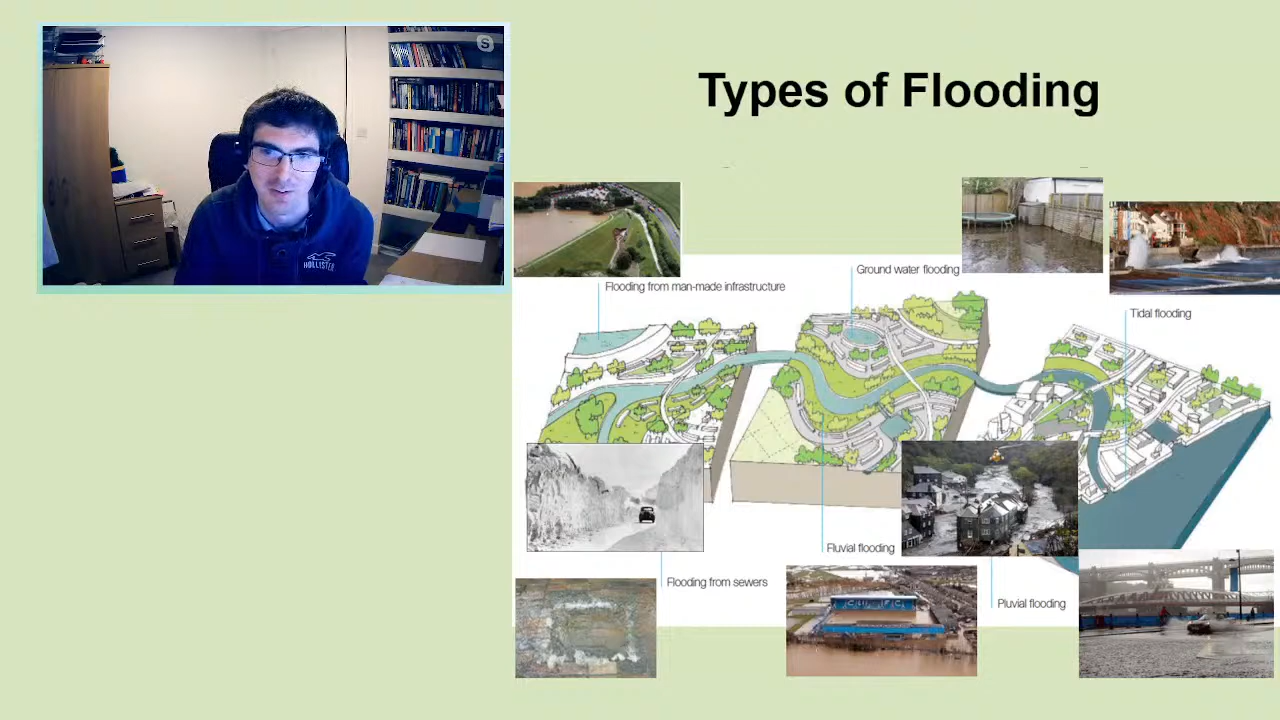 Types of Flooding
HOLLISTER
Ground water flooding
Flooding from man-made infrastructure
Tidal flooding
Fluvial flooding
Flooding from sewers
Pluvial flooding
CUFC